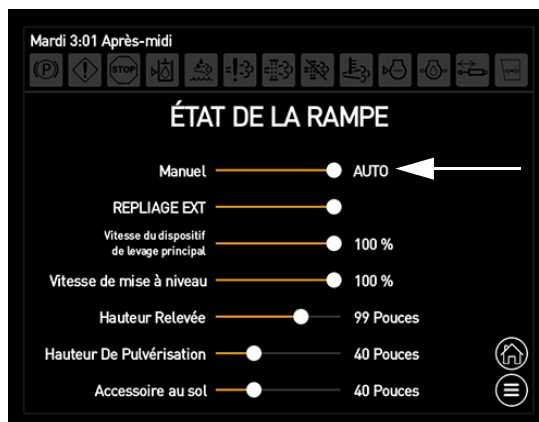 Mardi 3:01 Après-midi
(P) STOP
ÉTAT DE LA RAMPE
Manuel AUTO
REPLIAGE EXT
Vitesse du dispositif
de levage principal 100 %
Vitesse de mise à niveau 100 %
Hauteur Relevée 99 Pouces
Hauteur De Pulvérisation 40 Pouces
Accessoire au sol 40 Pouces